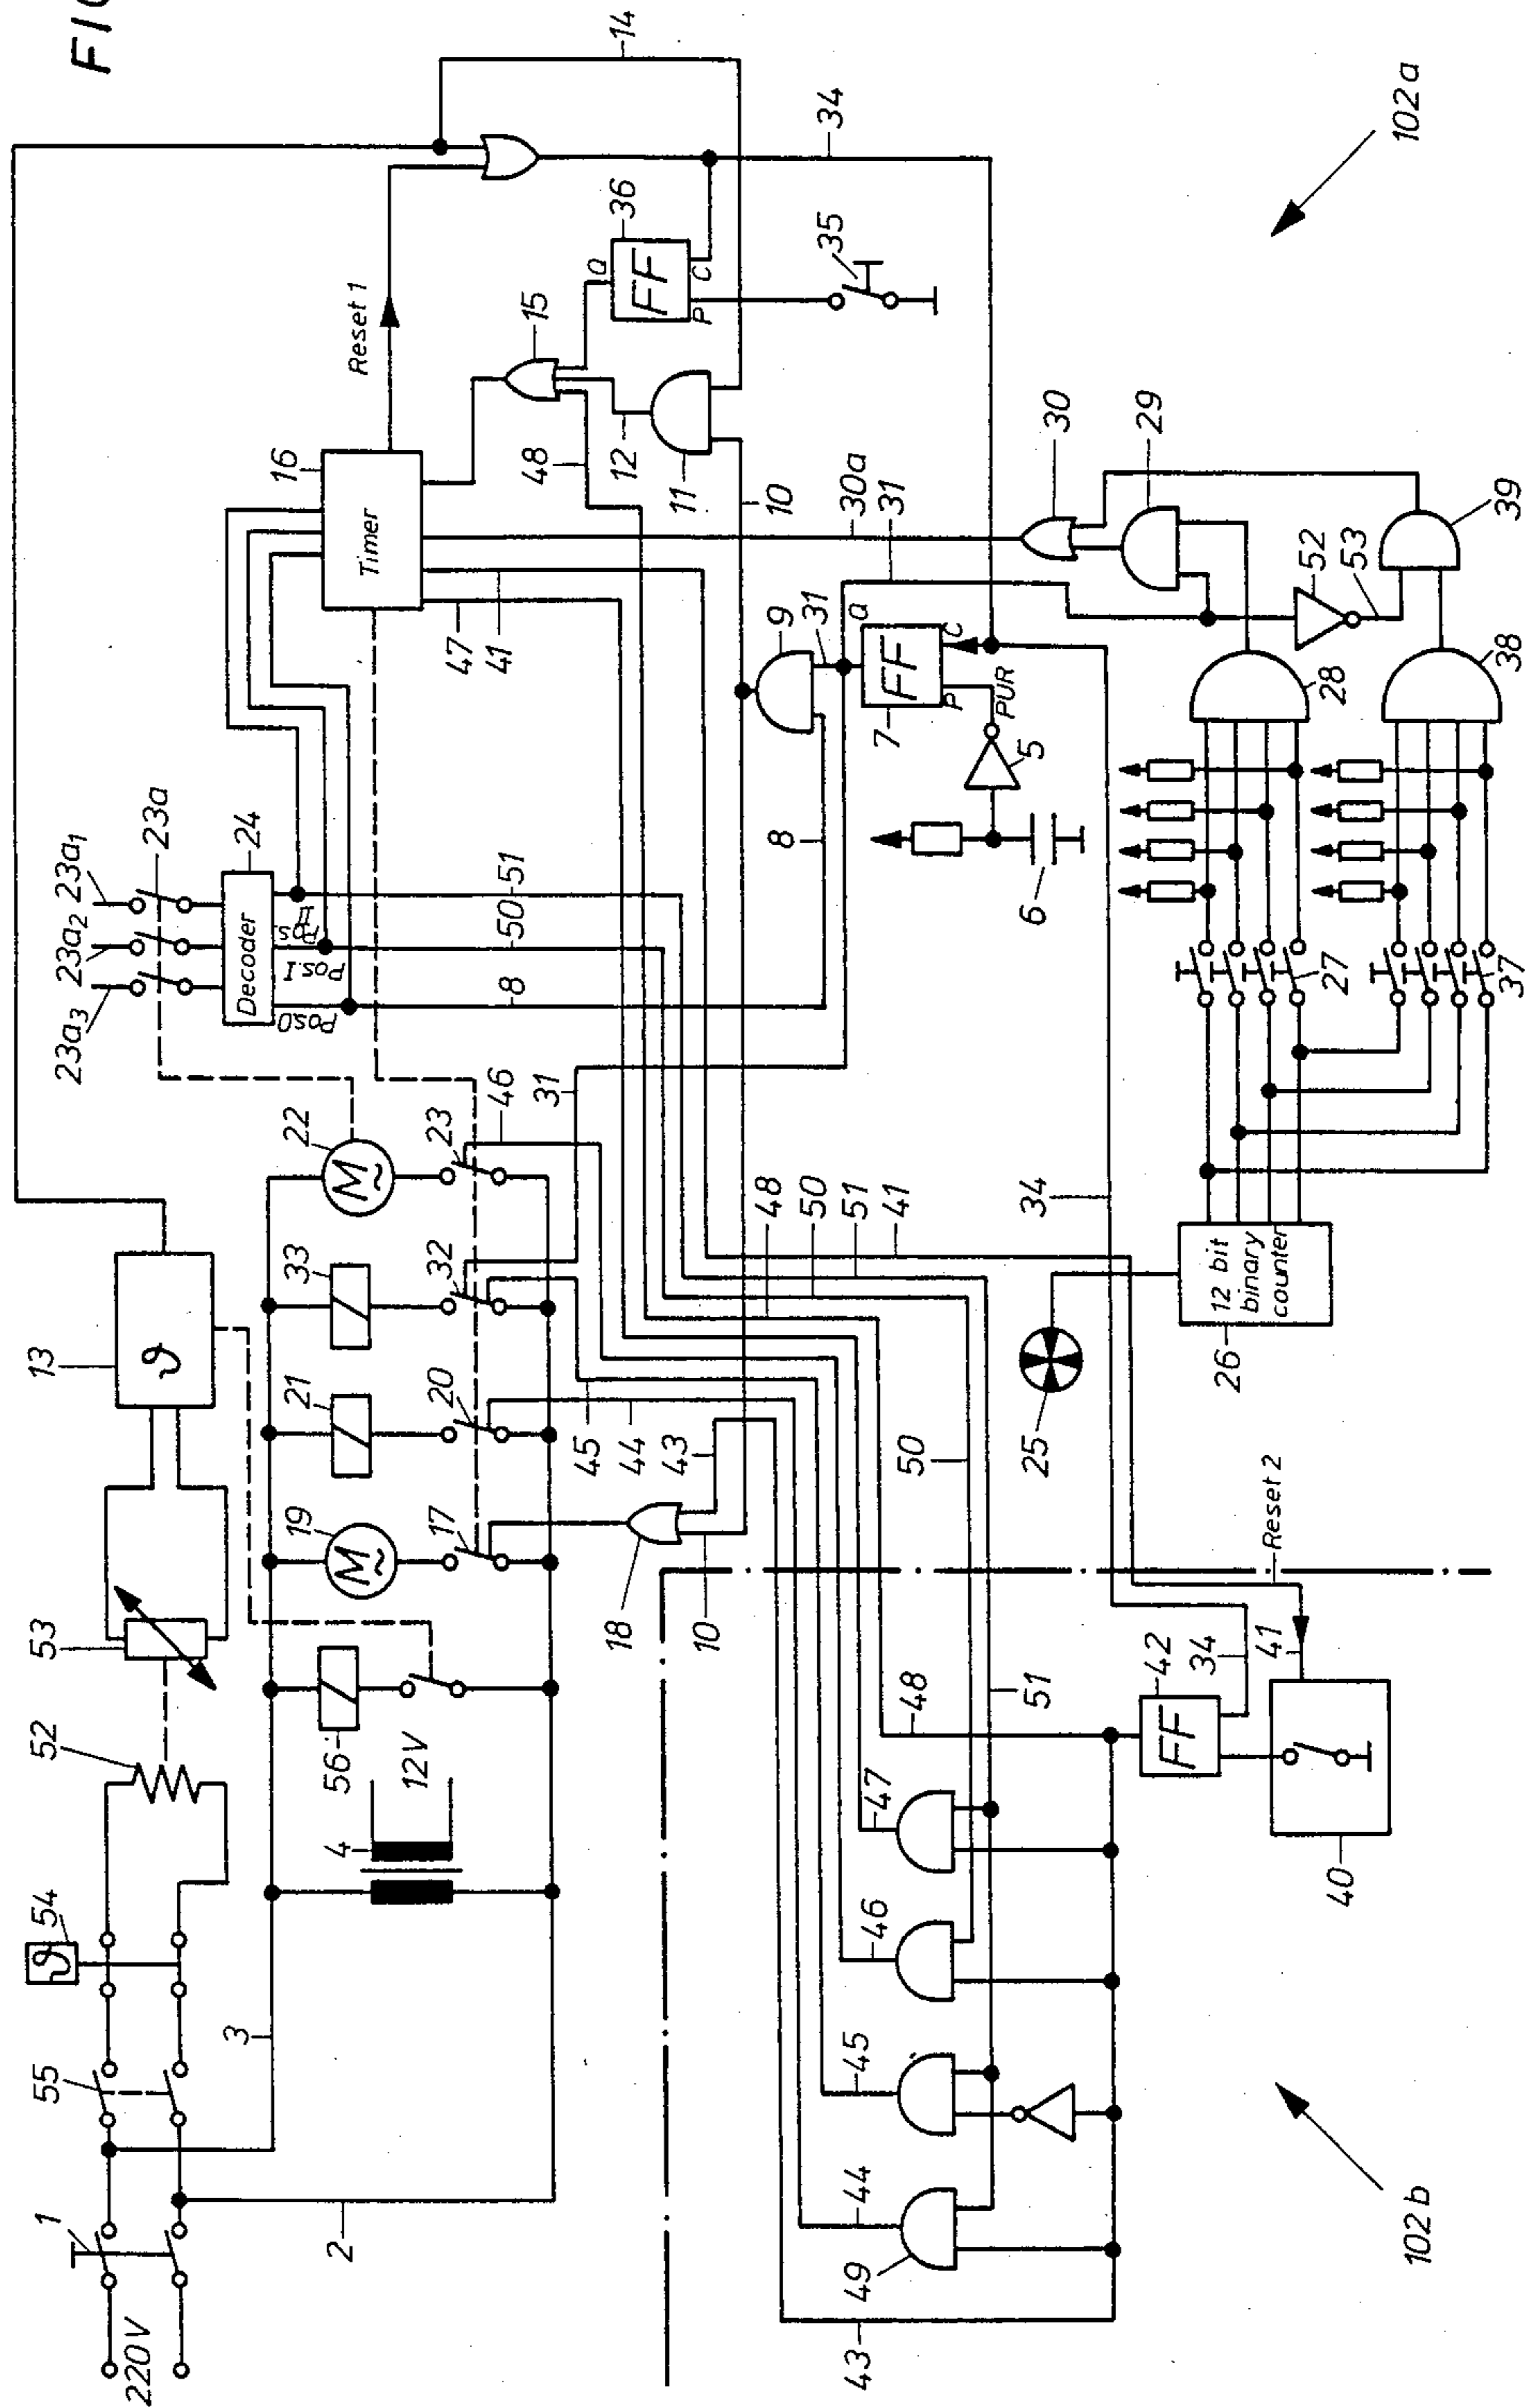 220V
1
55
54
52
53
13
FIG
2
3
4
12V
56
19
21
33
22
23a3
23a2
23a1
23a
24
Decoder
Pos0
Pos.I
Pos.II
17
20
32
23
46
31
16
Timer
Reset 1
14
18
10
43
44
45
8
50
51
47
41
48
15
12
11
10
Q
36
FF
P
C
35
34
43
49
44
45
46
47
48
51
50
48
50
51
41
8
9
31
Q
7
FF
P
C
PUR
5
6
30a
31
30
29
42
FF
34
41
Reset 2
40
25
34
26
12 bit
binary
counter
27
28
52
53
37
38
39
102b
102a